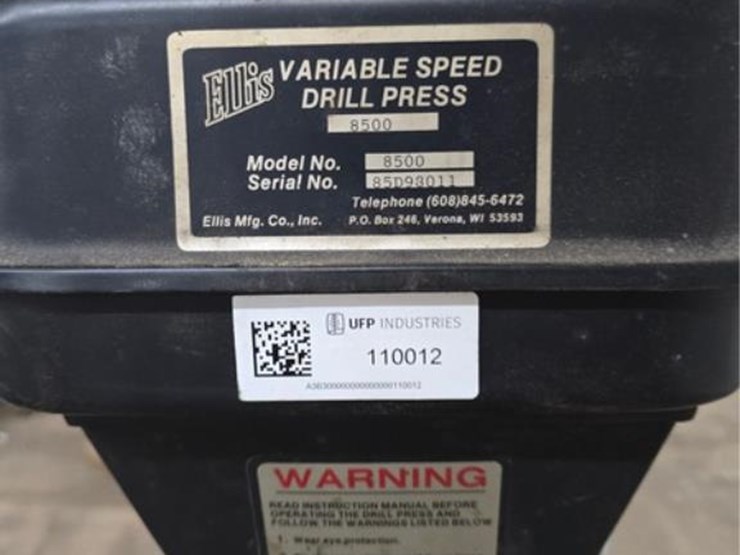 Ellis VARIABLE SPEED
DRILL PRESS
8500
Model No. 8500
Serial No. 85D98011
Telephone (608)845-6472
Ellis Mfg. Co., Inc. P.O. Box 246, Verona, WI 53593
UFP INDUSTRIES
110012
A3B3000000000000000110012
WARNING
READ INSTRUCTION MANUAL BEFORE
OPERATING THE DRILL PRESS AND
FOLLOW THE WARNINGS LISTED BELOW
1. Wear eye protection.